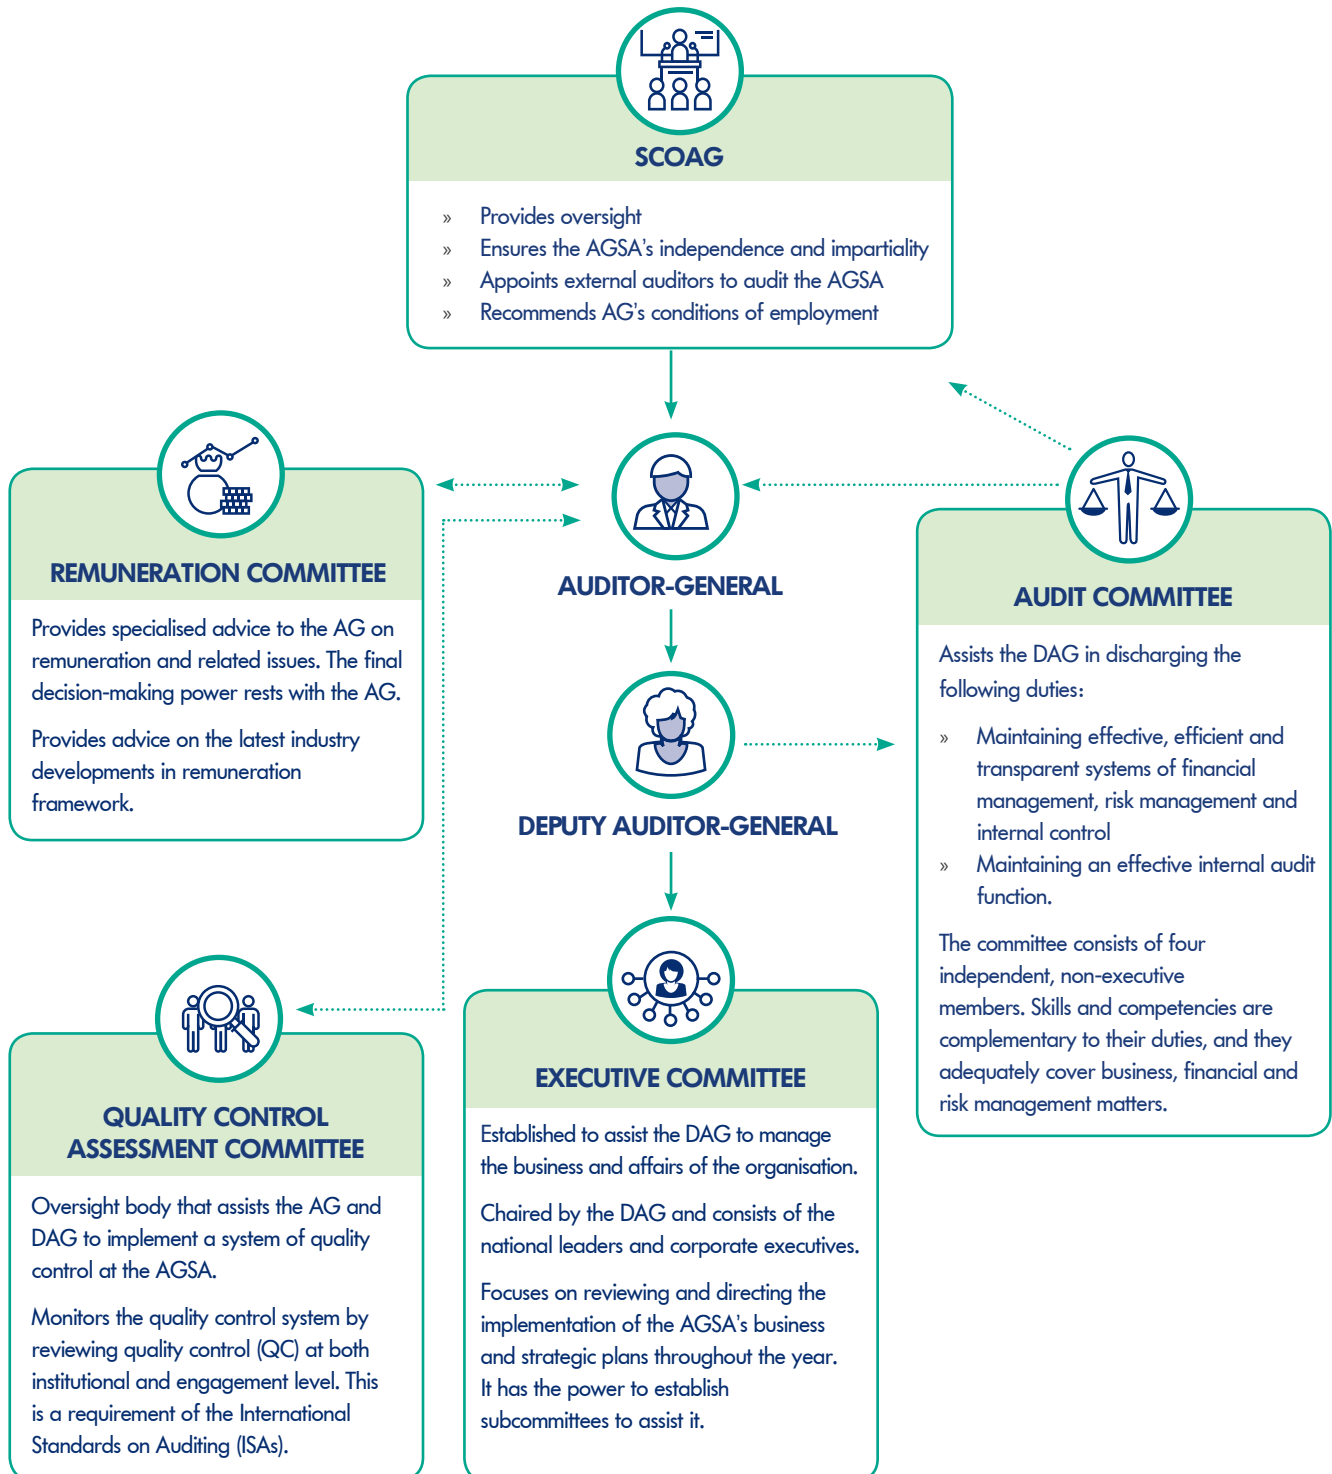 SCOAG
» Provides oversight
» Ensures the AGSA's independence and impartiality
» Appoints external auditors to audit the AGSA
» Recommends AG's conditions of employment
REMUNERATION COMMITTEE
Provides specialised advice to the AG on
remuneration and related issues. The final
decision-making power rests with the AG.
Provides advice on the latest industry
developments in remuneration
framework.
AUDITOR-GENERAL
DEPUTY AUDITOR-GENERAL
AUDIT COMMITTEE
Assists the DAG in discharging the
following duties:
» Maintaining effective, efficient and
transparent systems of financial
management, risk management and
internal control
» Maintaining an effective internal audit
function.
The committee consists of four
independent, non-executive
members. Skills and competencies are
complementary to their duties, and they
adequately cover business, financial and
risk management matters.
QUALITY CONTROL
ASSESSMENT COMMITTEE
Oversight body that assists the AG and
DAG to implement a system of quality
control at the AGSA.
Monitors the quality control system by
reviewing quality control (QC) at both
institutional and engagement level. This
is a requirement of the International
Standards on Auditing (ISAs).
EXECUTIVE COMMITTEE
Established to assist the DAG to manage
the business and affairs of the organisation.
Chaired by the DAG and consists of the
national leaders and corporate executives.
Focuses on reviewing and directing the
implementation of the AGSA's business
and strategic plans throughout the year.
It has the power to establish
subcommittees to assist it.